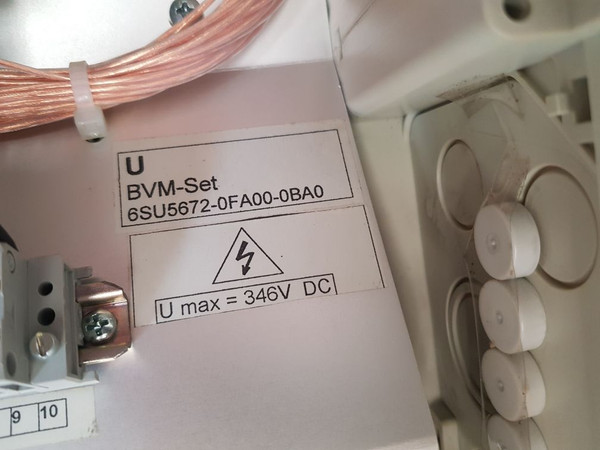 U
BVM-Set
6SU5672-0FA00-0BA0
U max = 346V DC
9 10